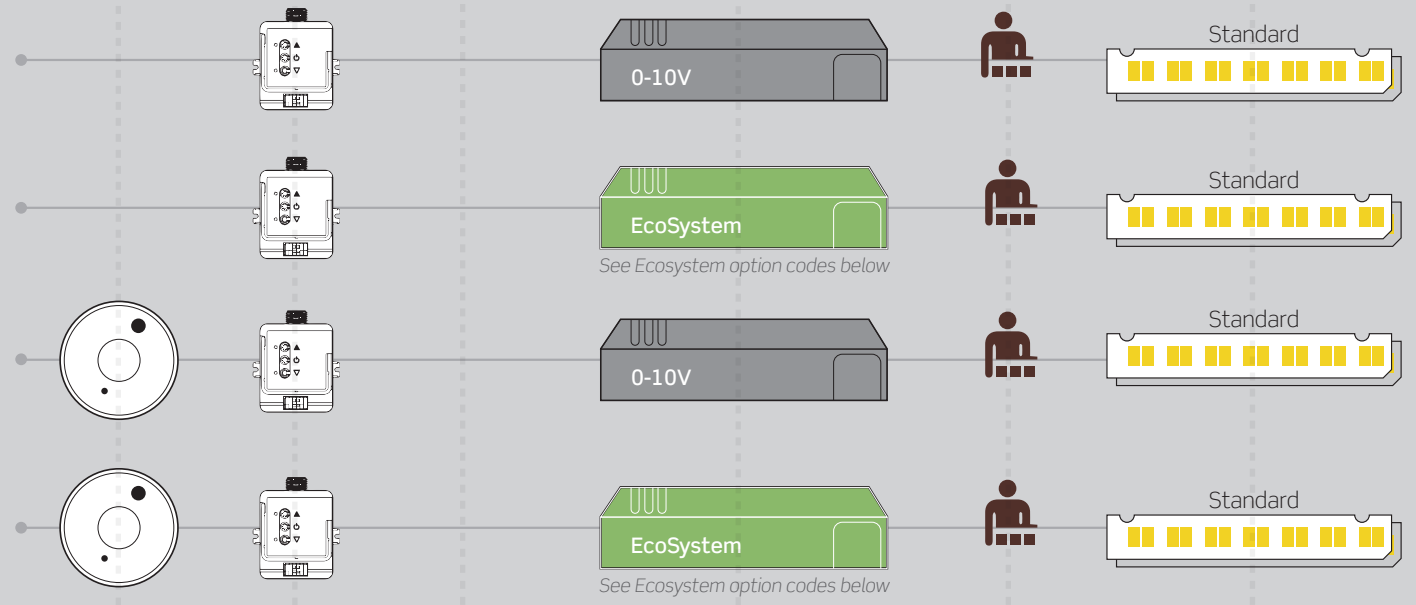 Standard
0-10V
Standard
EcoSystem
See Ecosystem option codes below
Standard
0-10V
Standard
EcoSystem
See Ecosystem option codes below